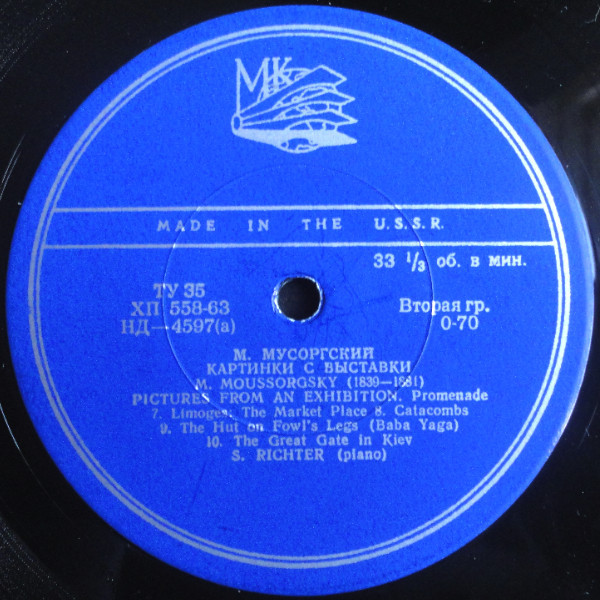 МК
MADE IN THE U.S.S.R.
33 1/3 об. в мин.
ТУ 35
ХП 558-63
НД—4597(а)
Вторая гр.
0-70
М. МУСОРГСКИЙ
КАРТИНКИ С ВЫСТАВКИ
M. MOUSSORGSKY (1839—1881)
PICTURES FROM AN EXHIBITION. Promenade
7. Limoges: The Market Place 8. Catacombs
9. The Hut on Fowl's Legs (Baba Yaga)
10. The Great Gate in Kiev
S. RICHTER (piano)